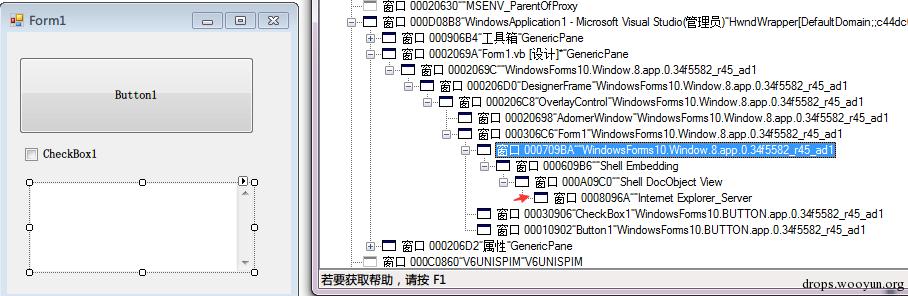 Form1
Button1
CheckBox1
窗口 00020630 "" MSENV_ParentOfProxy
窗口 000D08B8 "WindowsApplication1 - Microsoft Visual Studio(管理员)" HwndWrapper[DefaultDomain;;c44dc
窗口 000906B4 "工具箱" GenericPane
窗口 0002069A "Form1.vb [设计]*" GenericPane
窗口 0002069C "" WindowsForms10.Window.8.app.0.34f5582_r45_ad1
窗口 000206D0 "DesignerFrame" WindowsForms10.Window.8.app.0.34f5582_r45_ad1
窗口 000206C8 "OverlayControl" WindowsForms10.Window.8.app.0.34f5582_r45_ad1
窗口 00020698 "AdornerWindow" WindowsForms10.Window.8.app.0.34f5582_r45_ad1
窗口 000306C6 "Form1" WindowsForms10.Window.8.app.0.34f5582_r45_ad1
窗口 000709BA "" WindowsForms10.Window.8.app.0.34f5582_r45_ad1
窗口 000609B6 "" Shell Embedding
窗口 000A09C0 "" Shell DocObject View
窗口 0008096A "" Internet Explorer_Server
窗口 00030906 "CheckBox1" WindowsForms10.BUTTON.app.0.34f5582_r45_ad1
窗口 00010902 "Button1" WindowsForms10.BUTTON.app.0.34f5582_r45_ad1
窗口 000206D2 "属性" GenericPane
窗口 000C0860 "V6UNISPIM" V6UNISPIM
若要获取帮助，请按 F1
drops.wooyun.org